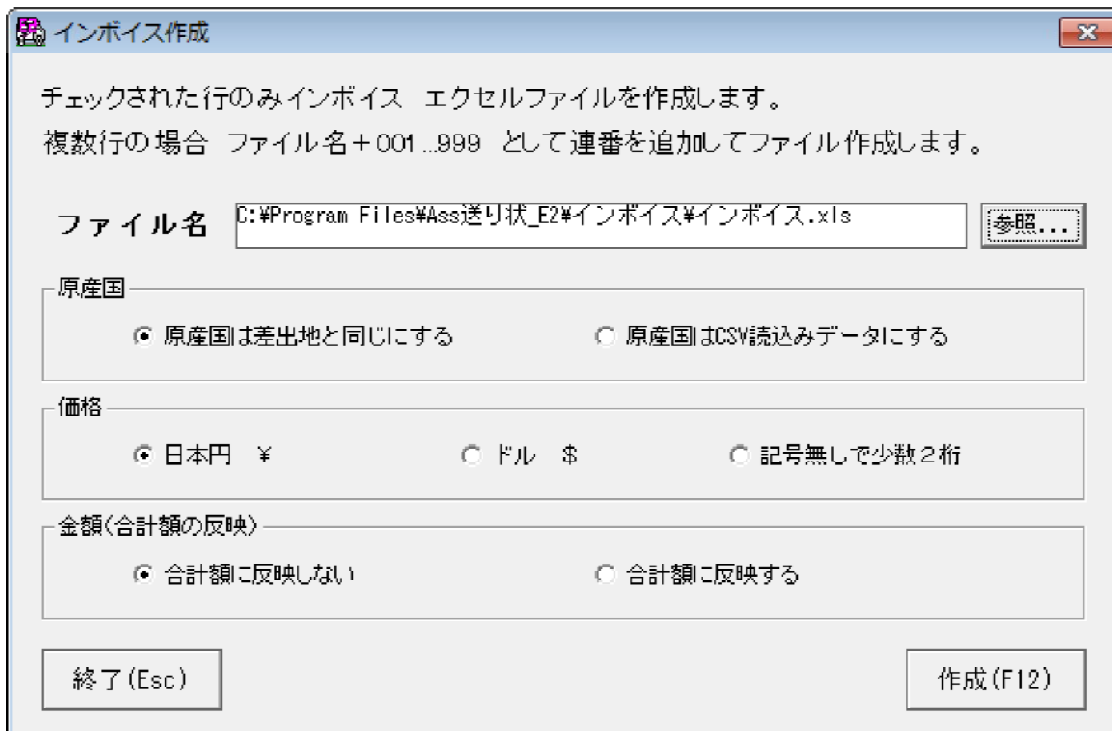 インボイス作成
チェックされた行のみインボイス エクセルファイルを作成します。
複数行の場合 ファイル名+001...999 として連番を追加してファイル作成します。
ファイル名 C:¥Program Files¥Ass送り状_E2¥インボイス¥インボイス.xls 参照...
原産国
原産国は差出地と同じにする 原産国はCSV読込みデータにする
価格
日本円 ¥ ドル $ 記号無しで少数2桁
金額(合計額の反映)
合計額に反映しない 合計額に反映する
終了(Esc) 作成(F12)